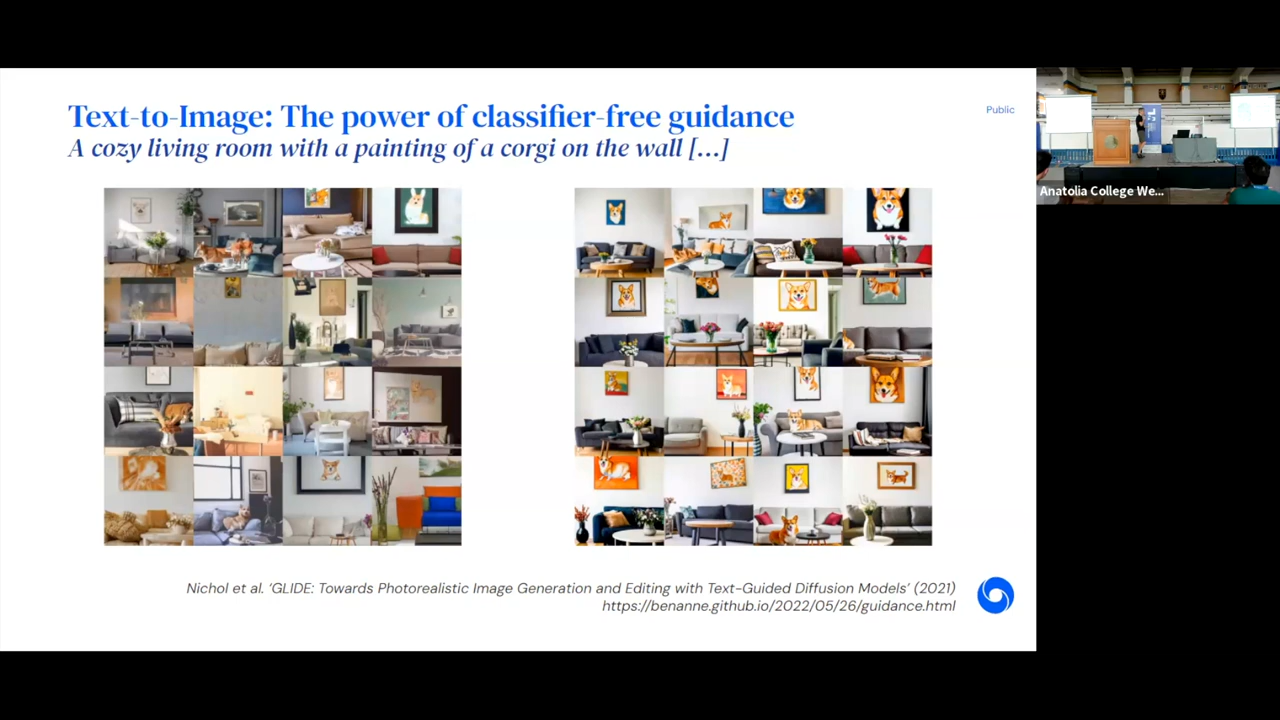 Text-to-Image: The power of classifier-free guidance
Public
A cozy living room with a painting of a corgi on the wall [...]
Anatolia College We...
Nichol et al. ‘GLIDE: Towards Photorealistic Image Generation and Editing with Text-Guided Diffusion Models’ (2021)
https://benanne.github.io/2022/05/26/guidance.html